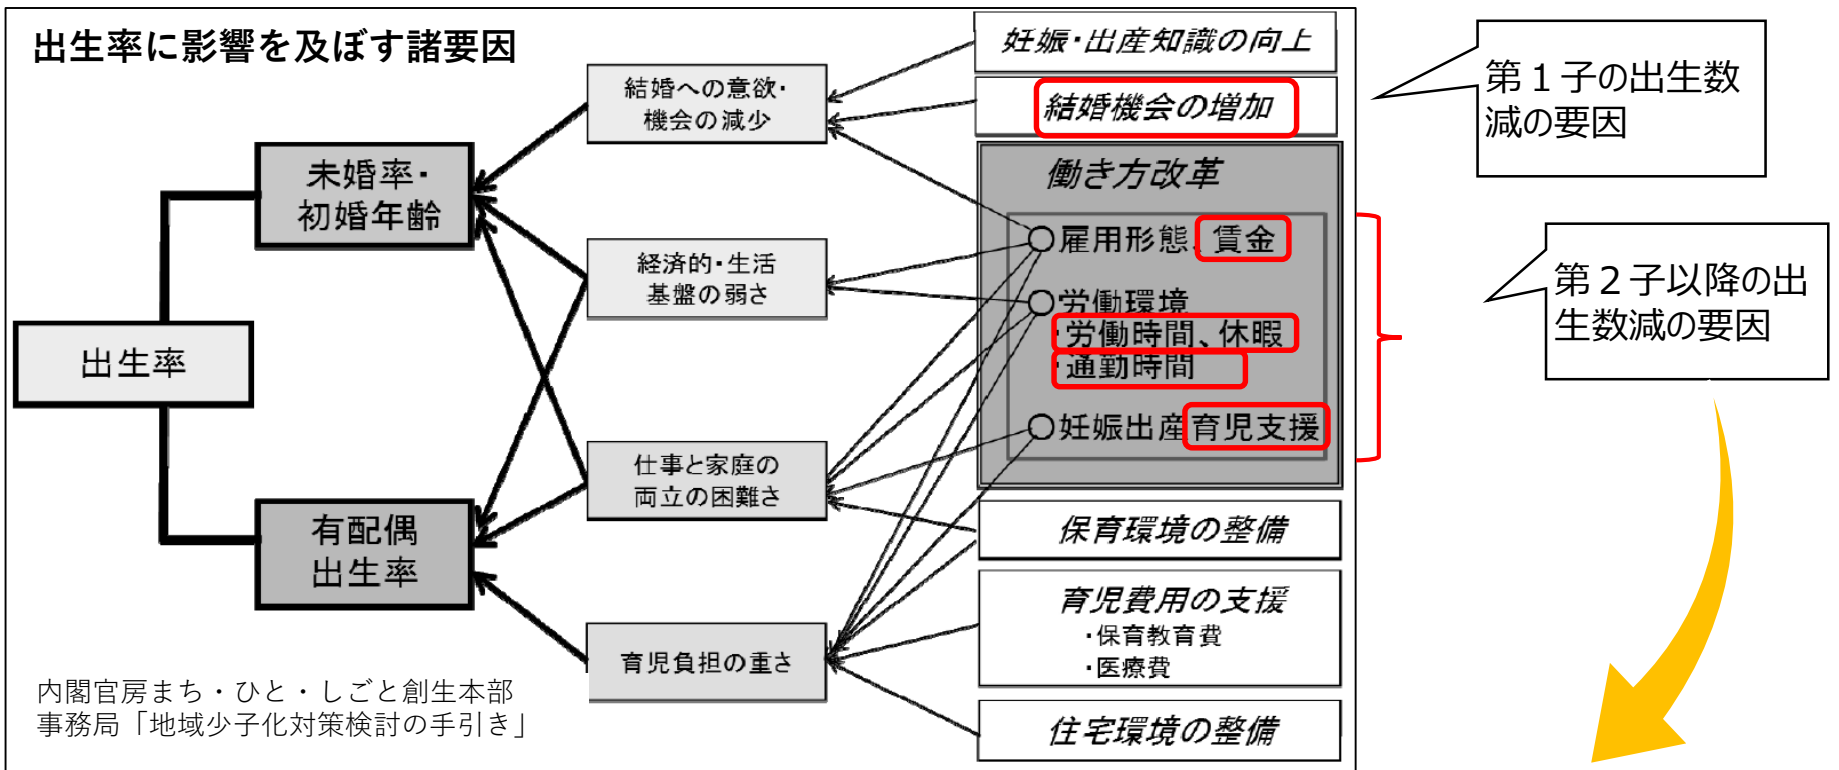 出生率に影響を及ぼす諸要因
出生率
未婚率・
初婚年齢
有配偶
出生率
結婚への意欲・
機会の減少
経済的・生活
基盤の弱さ
仕事と家庭の
両立の困難さ
育児負担の重さ
妊娠・出産知識の向上
結婚機会の増加
働き方改革
○雇用形態、賃金
○労働環境
・労働時間、休暇
・通勤時間
○妊娠出産育児支援
保育環境の整備
育児費用の支援
・保育教育費
・医療費
住宅環境の整備
第１子の出生数
減の要因
第２子以降の出
生数減の要因
内閣官房まち・ひと・しごと創生本部
事務局「地域少子化対策検討の手引き」